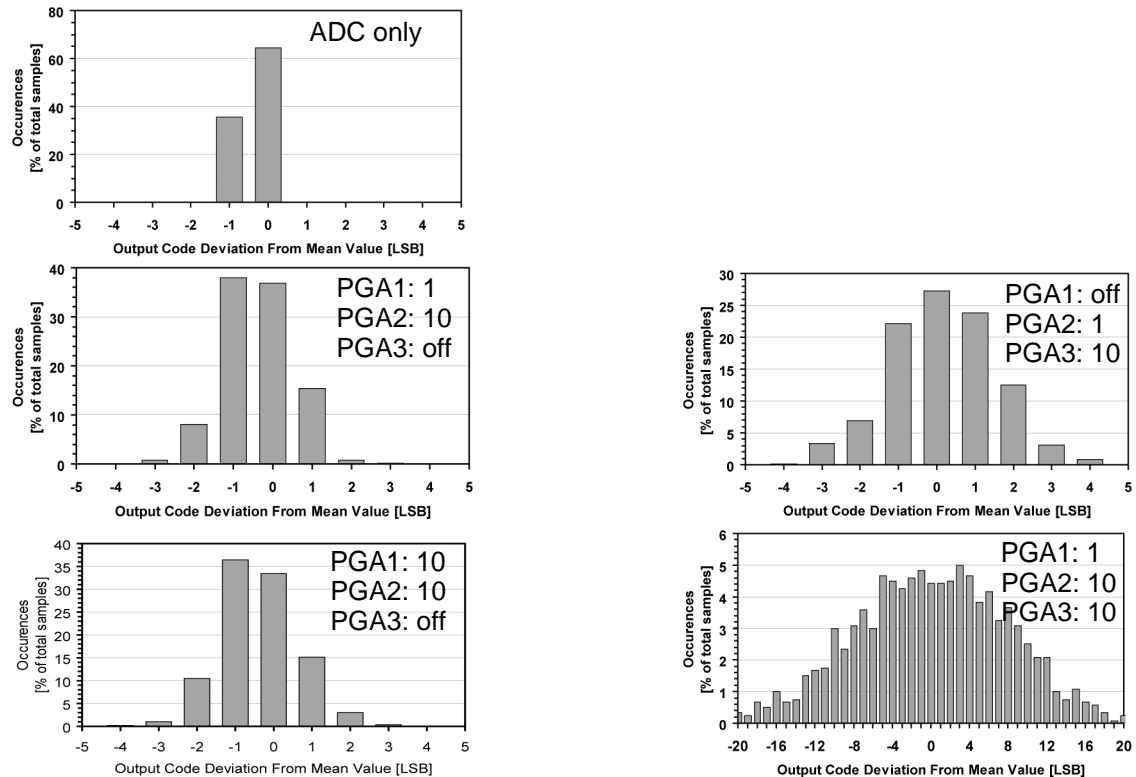 ADC only
Occurences
[% of total samples]
80
60
40
20
0
-5 -4 -3 -2 -1 0 1 2 3 4 5
Output Code Deviation From Mean Value [LSB]
PGA1: 1
PGA2: 10
PGA3: off
Occurences
[% of total samples]
40
30
20
10
0
-5 -4 -3 -2 -1 0 1 2 3 4 5
Output Code Deviation From Mean Value [LSB]
PGA1: off
PGA2: 1
PGA3: 10
Occurences
[% of total samples]
30
25
20
15
10
5
0
-5 -4 -3 -2 -1 0 1 2 3 4 5
Output Code Deviation From Mean Value [LSB]
PGA1: 10
PGA2: 10
PGA3: off
Occurences
[% of total samples]
40
35
30
25
20
15
10
5
0
-5 -4 -3 -2 -1 0 1 2 3 4 5
Output Code Deviation From Mean Value [LSB]
PGA1: 1
PGA2: 10
PGA3: 10
Occurences
[% of total samples]
6
5
4
3
2
1
0
-20 -16 -12 -8 -4 0 4 8 12 16 20
Output Code Deviation From Mean Value [LSB]